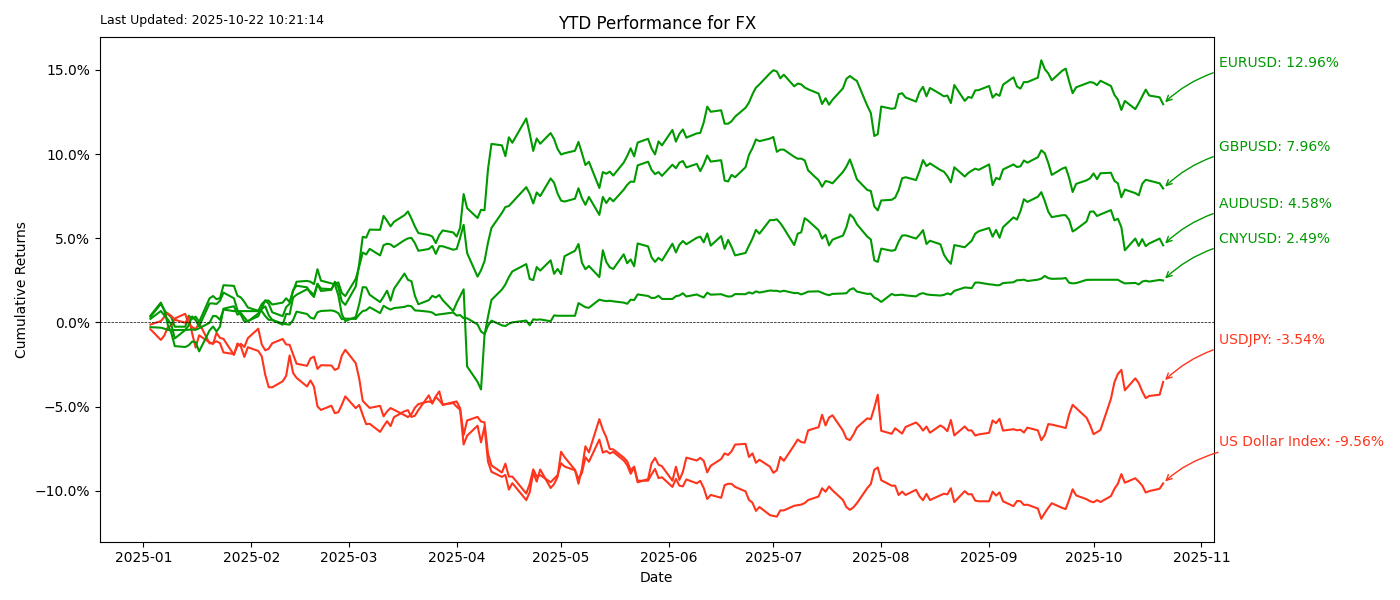 Last Updated: 2025-10-22 10:21:14
YTD Performance for FX
15.0%
10.0%
5.0%
0.0%
−5.0%
−10.0%
Cumulative Returns
EURUSD: 12.96%
GBPUSD: 7.96%
AUDUSD: 4.58%
CNYUSD: 2.49%
USDJPY: -3.54%
US Dollar Index: -9.56%
2025-01 2025-02 2025-03 2025-04 2025-05 2025-06 2025-07 2025-08 2025-09 2025-10 2025-11
Date